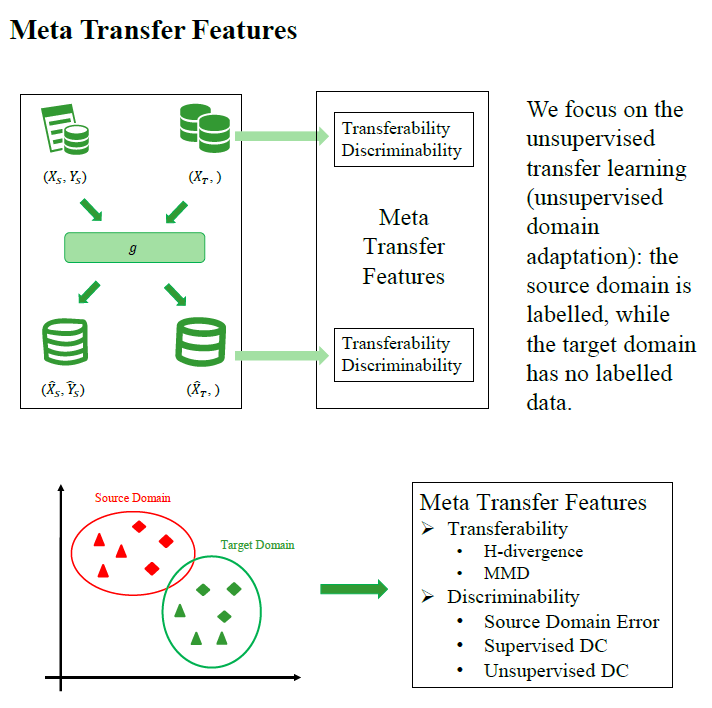 Meta Transfer Features
(X_S, Y_S)
(X_T, )
g
(X̂_S, Ŷ_S)
(X̂_T, )
Transferability
Discriminability
Meta
Transfer
Features
Transferability
Discriminability
We focus on the
unsupervised
transfer learning
(unsupervised
domain
adaptation): the
source domain is
labelled, while
the target domain
has no labelled
data.
Source Domain
Target Domain
Meta Transfer Features
➢ Transferability
• H-divergence
• MMD
➢ Discriminability
• Source Domain Error
• Supervised DC
• Unsupervised DC